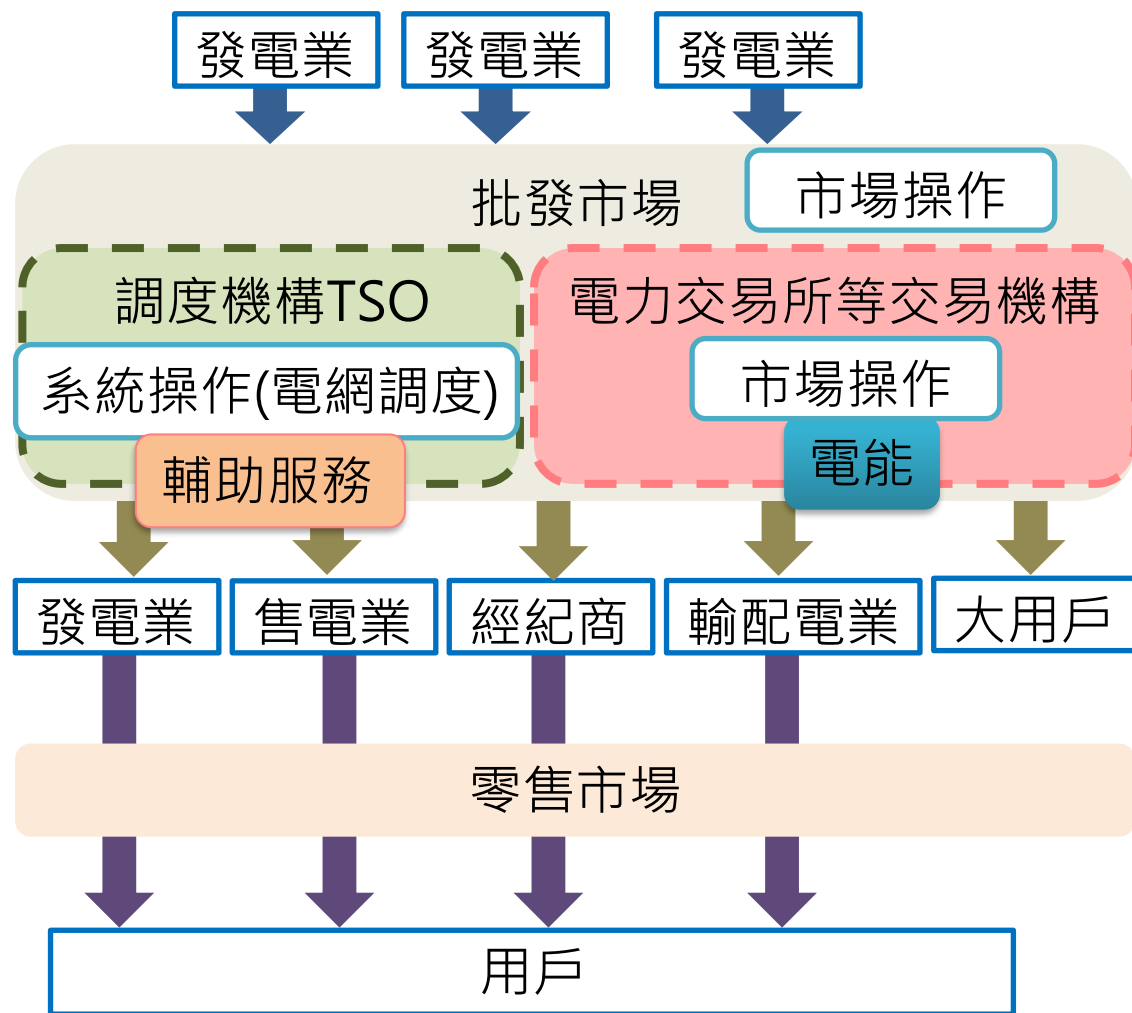 發電業
發電業
發電業
批發市場
市場操作
調度機構TSO
系統操作(電網調度)
輔助服務
電力交易所等交易機構
市場操作
電能
發電業
售電業
經紀商
輸配電業
大用戶
零售市場
用戶